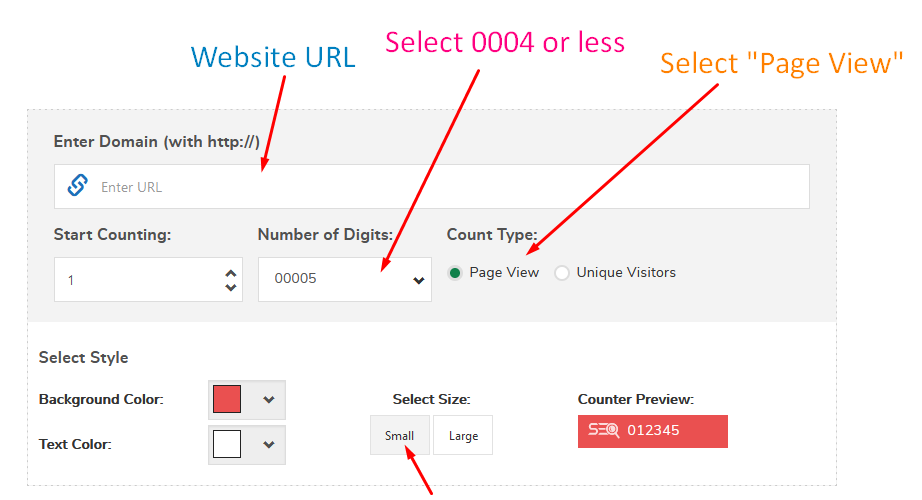 Website URL
Select 0004 or less
Select "Page View"
Enter Domain (with http://)
Enter URL
Start Counting:
Number of Digits:
Count Type:
1
00005
Page View
Unique Visitors
Select Style
Background Color:
Select Size:
Counter Preview:
Small
Large
SEO 012345
Text Color: